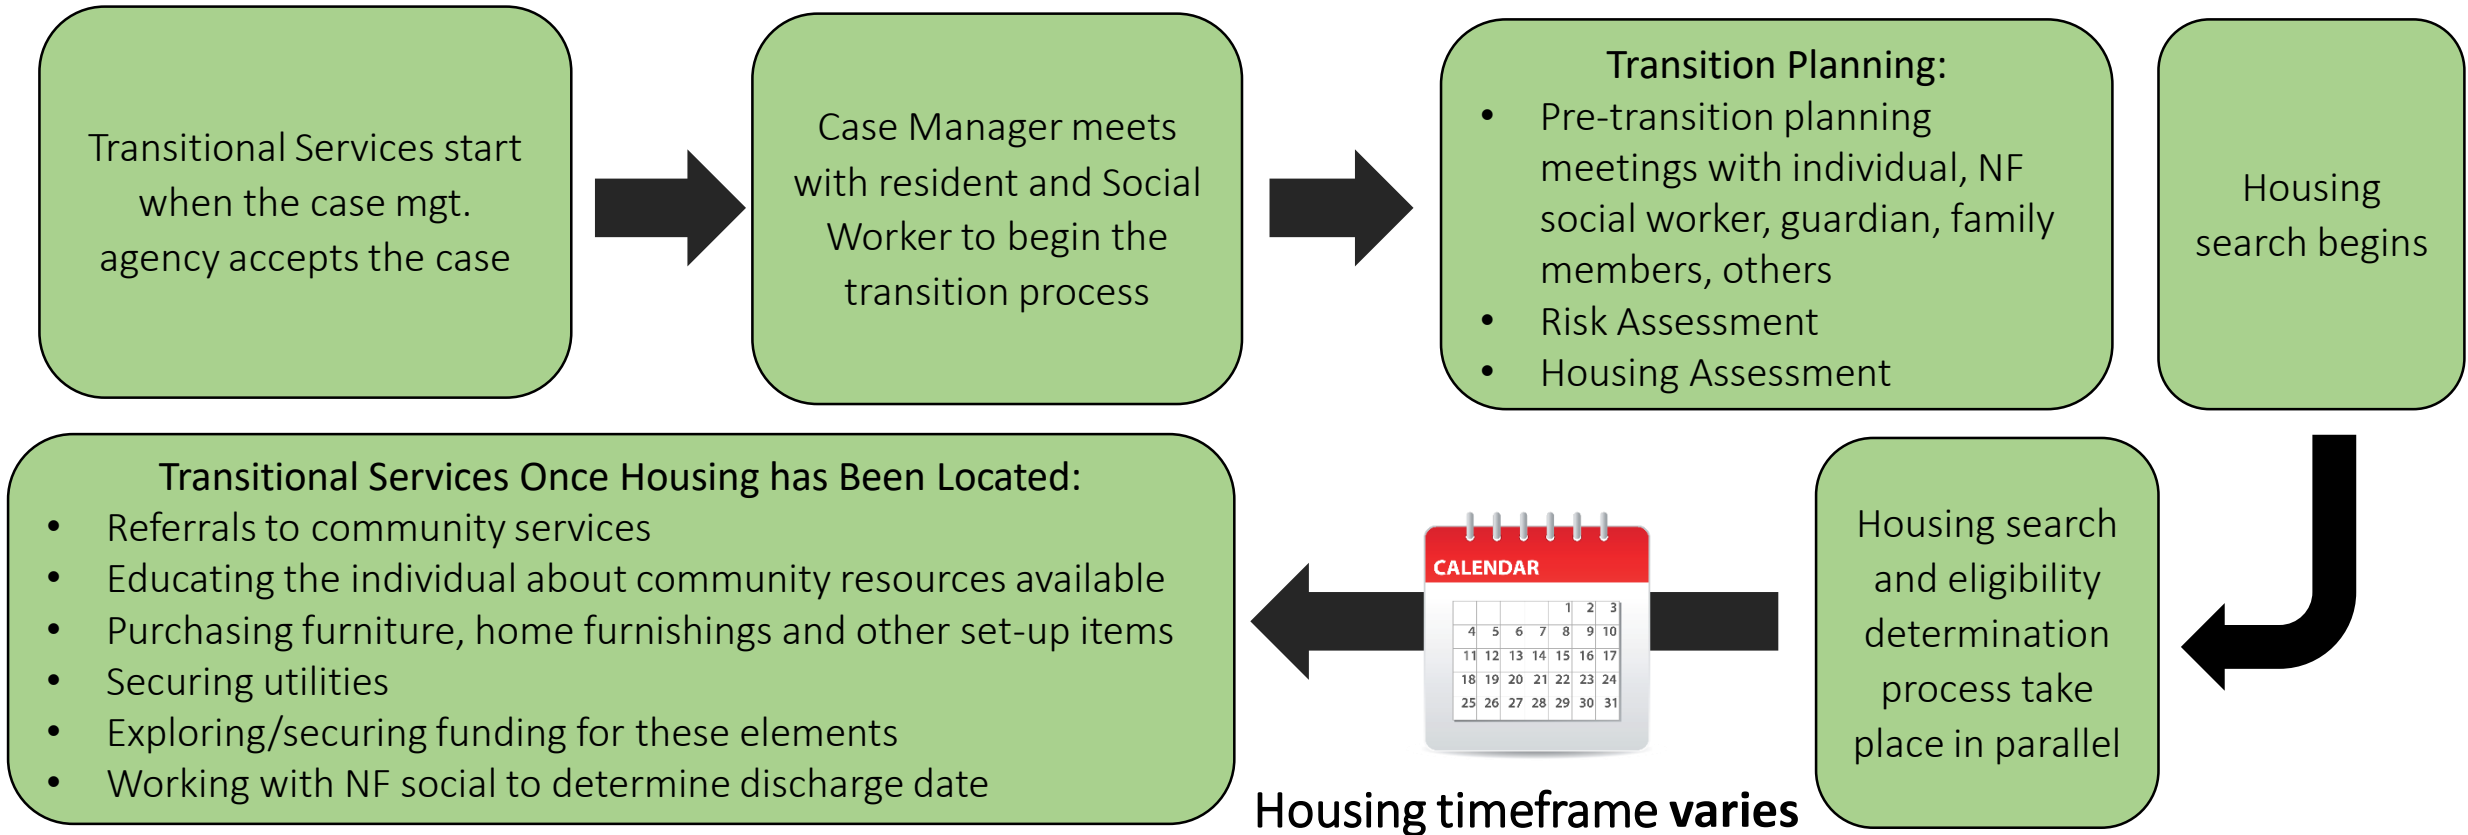 Transitional Services start
when the case mgt.
agency accepts the case
Case Manager meets
with resident and Social
Worker to begin the
transition process
Transition Planning:
• Pre-transition planning
meetings with individual, NF
social worker, guardian, family
members, others
• Risk Assessment
• Housing Assessment
Housing
search begins
Housing search
and eligibility
determination
process take
place in parallel
CALENDAR
1 2 3
4 5 6 7 8 9 10
11 12 13 14 15 16 17
18 19 20 21 22 23 24
25 26 27 28 29 30 31
Housing timeframe varies
Transitional Services Once Housing has Been Located:
• Referrals to community services
• Educating the individual about community resources available
• Purchasing furniture, home furnishings and other set-up items
• Securing utilities
• Exploring/securing funding for these elements
• Working with NF social to determine discharge date